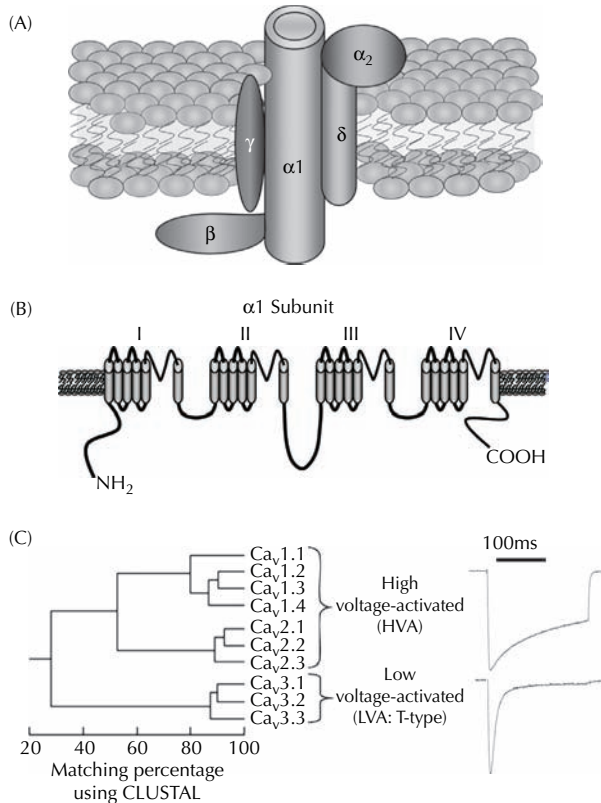 (A)
α2
γ
α1
δ
β
(B)
α1 Subunit
I II III IV
NH2
COOH
(C)
100ms
Cav1.1
Cav1.2
Cav1.3
Cav1.4
Cav2.1
Cav2.2
Cav2.3
High
voltage-activated
(HVA)
Cav3.1
Cav3.2
Cav3.3
Low
voltage-activated
(LVA: T-type)
20 40 60 80 100
Matching percentage
using CLUSTAL